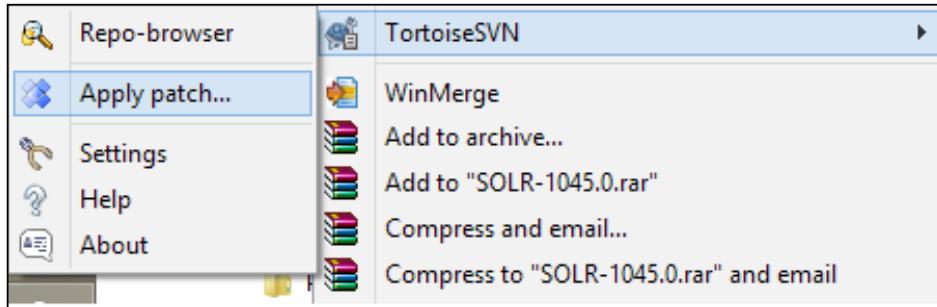 Repo-browser
Apply patch...
Settings
Help
About
TortoiseSVN
WinMerge
Add to archive...
Add to "SOLR-1045.0.rar"
Compress and email...
Compress to "SOLR-1045.0.rar" and email